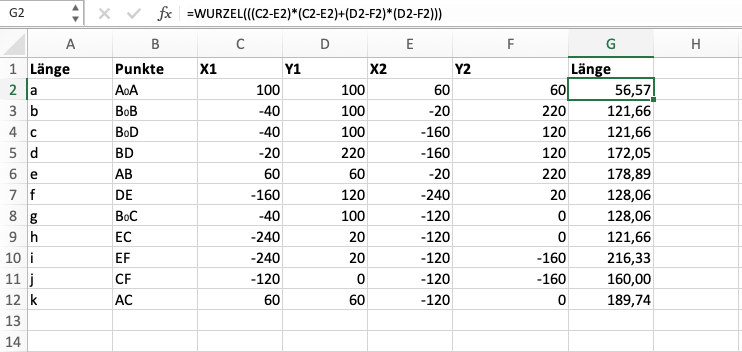 G2 fx =WURZEL(((C2-E2)*(C2-E2)+(D2-F2)*(D2-F2)))
A B C D E F G H
1 Länge Punkte X1 Y1 X2 Y2 Länge
2 a A₀A 100 100 60 60 56,57
3 b B₀B -40 100 -20 220 121,66
4 c B₀D -40 100 -160 120 121,66
5 d BD -20 220 -160 120 172,05
6 e AB 60 60 -20 220 178,89
7 f DE -160 120 -240 20 128,06
8 g B₀C -40 100 -120 0 128,06
9 h EC -240 20 -120 0 121,66
10 i EF -240 20 -120 -160 216,33
11 j CF -120 0 -120 -160 160,00
12 k AC 60 60 -120 0 189,74
13
14